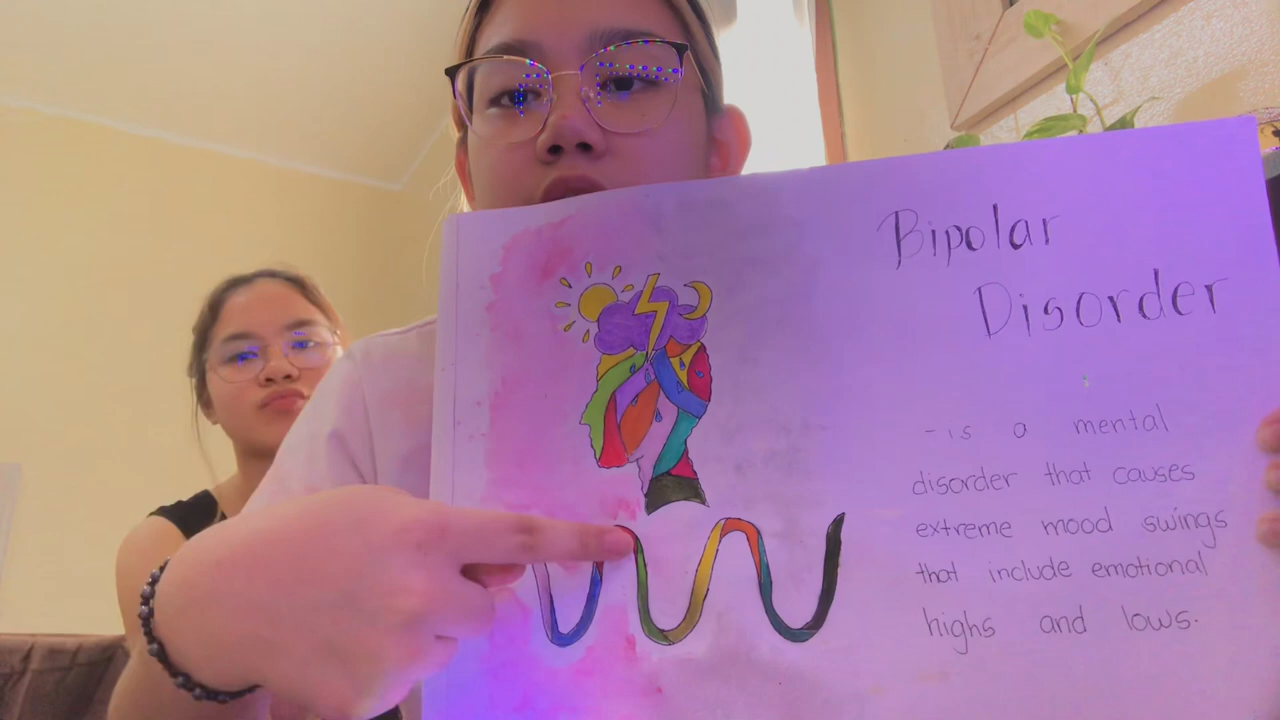 Bipolar
Disorder
- is a mental
disorder that causes
extreme mood swings
that include emotional
highs and lows.